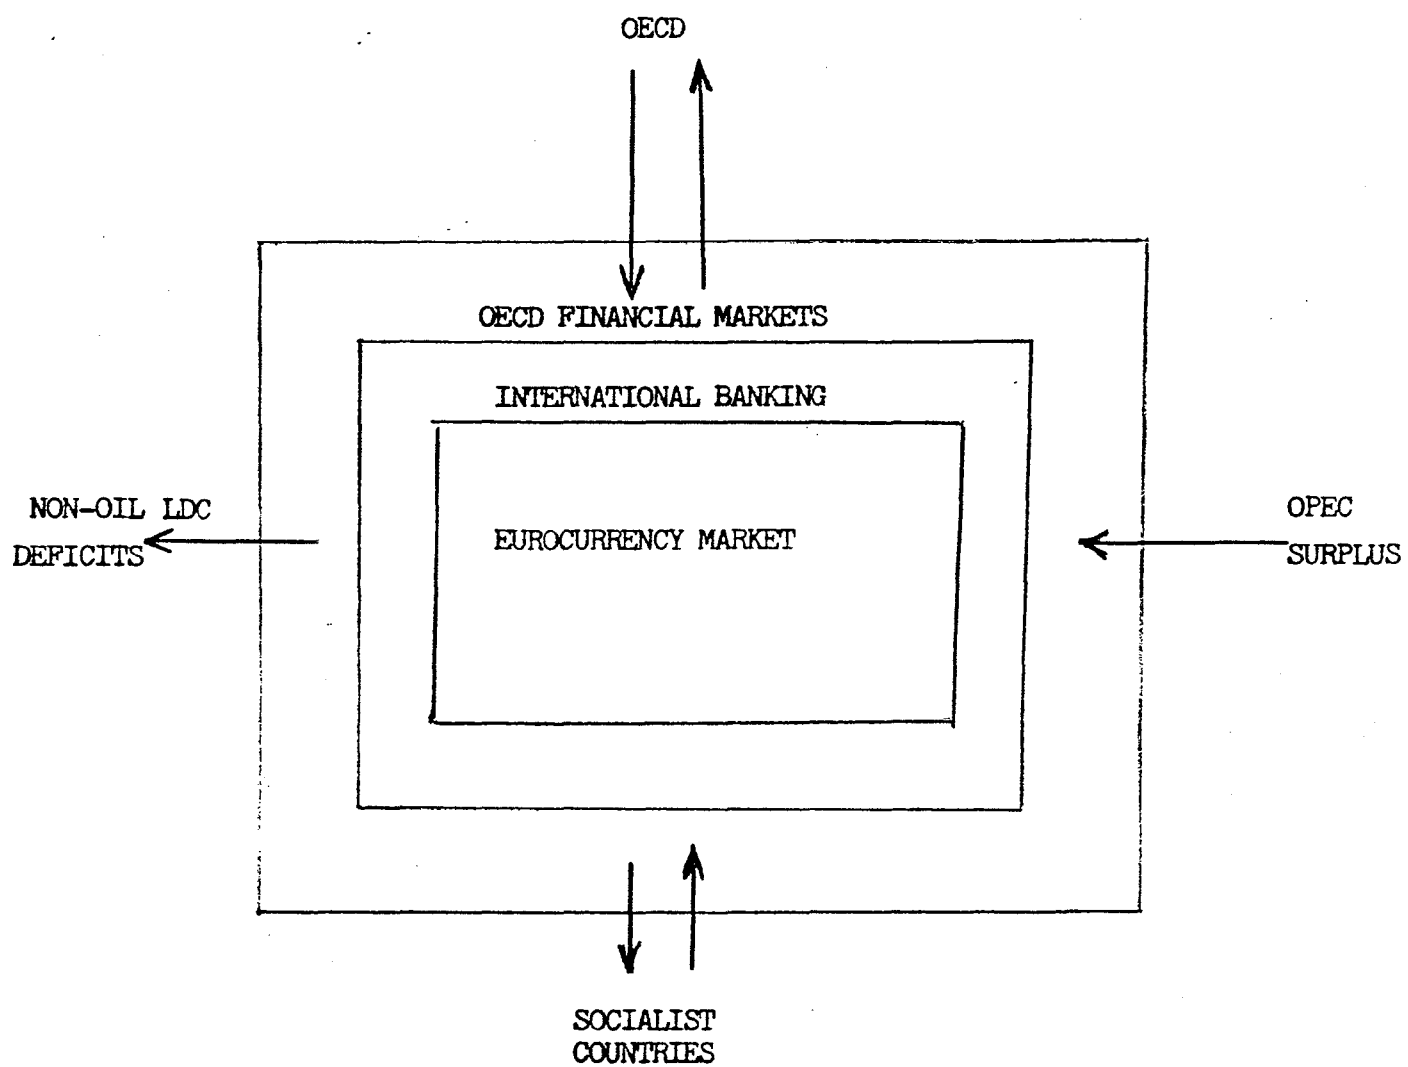 OECD
OECD FINANCIAL MARKETS
INTERNATIONAL BANKING
NON-OIL LDC
DEFICITS
EUROCURRENCY MARKET
OPEC
SURPLUS
SOCIALIST
COUNTRIES